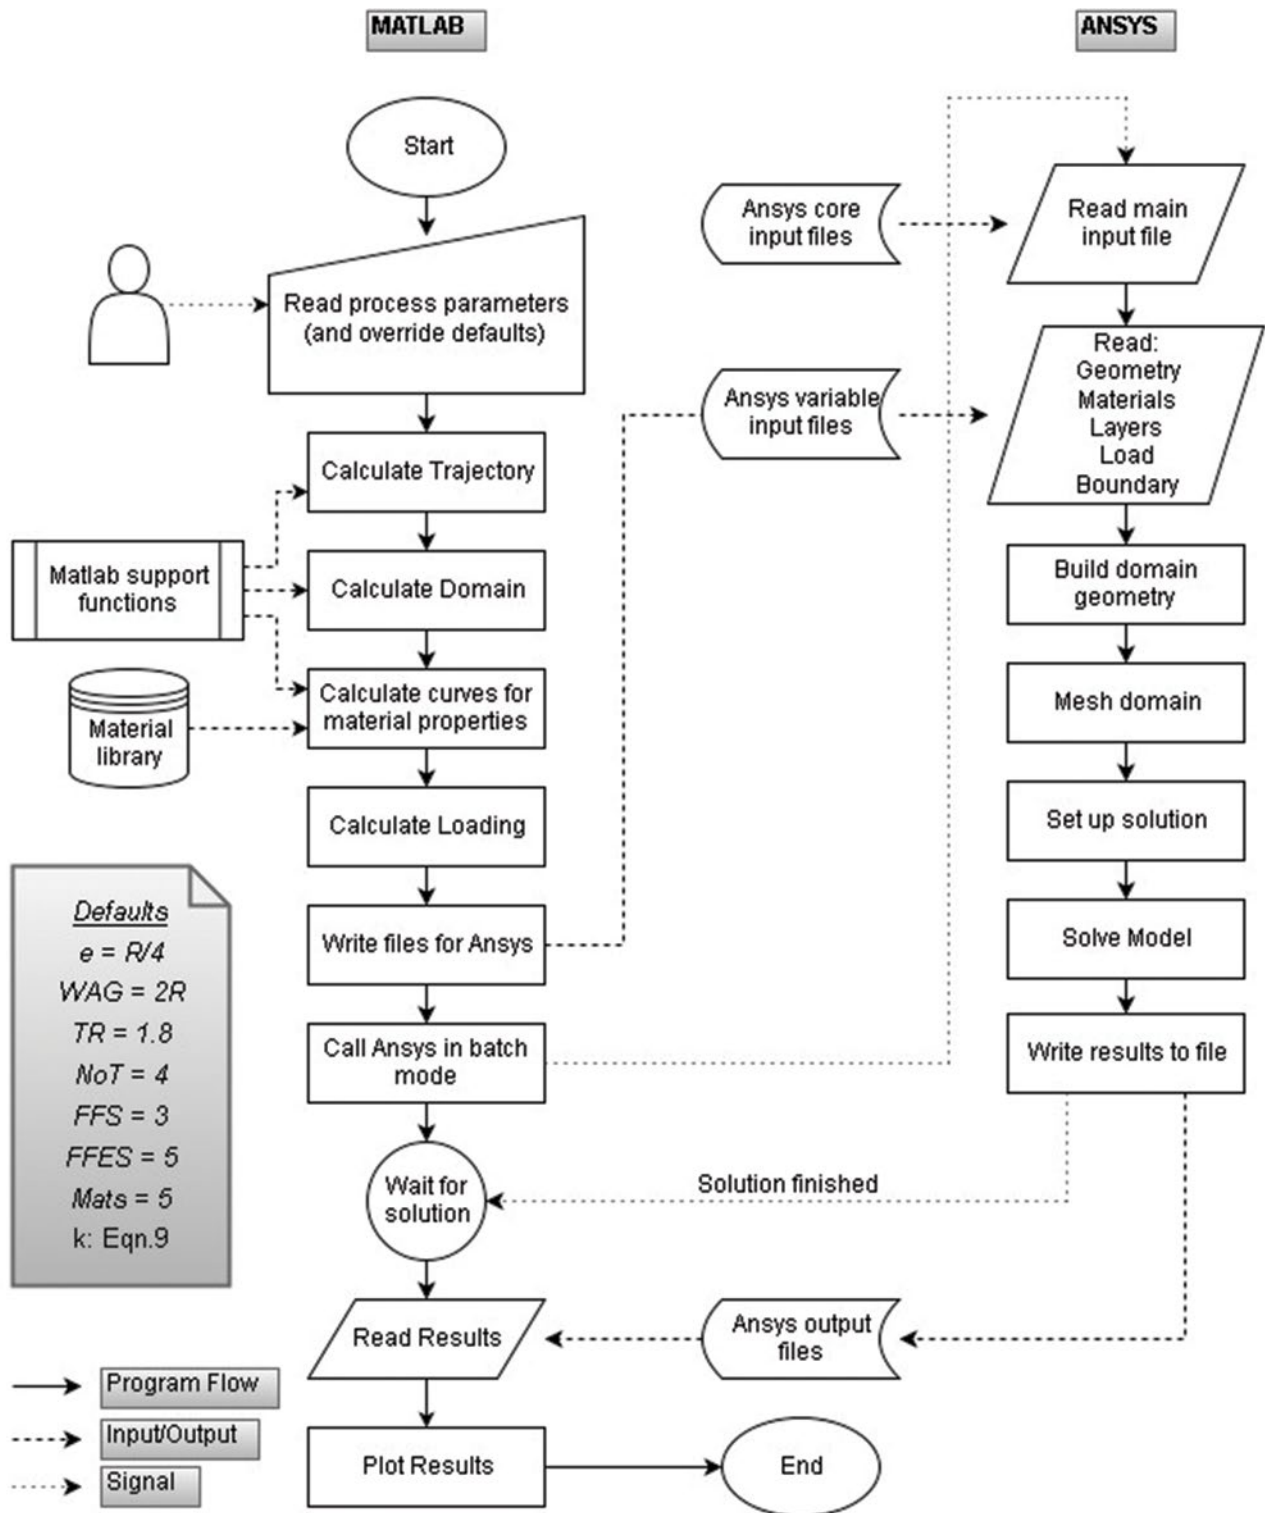 MATLAB
ANSYS
Start
Ansys core
input files
Read main
input file
Read process parameters
(and override defaults)
Ansys variable
input files
Read:
Geometry
Materials
Layers
Load
Boundary
Calculate Trajectory
Matlab support
functions
Calculate Domain
Build domain
geometry
Material
library
Calculate curves for
material properties
Mesh domain
Calculate Loading
Set up solution
Defaults
e = R/4
WAG = 2R
TR = 1.8
NoT = 4
FFS = 3
FFES = 5
Mats = 5
k: Eqn.9
Write files for Ansys
Solve Model
Call Ansys in batch
mode
Write results to file
Wait for
solution
Solution finished
Read Results
Ansys output
files
Program Flow
Input/Output
Signal
Plot Results
End